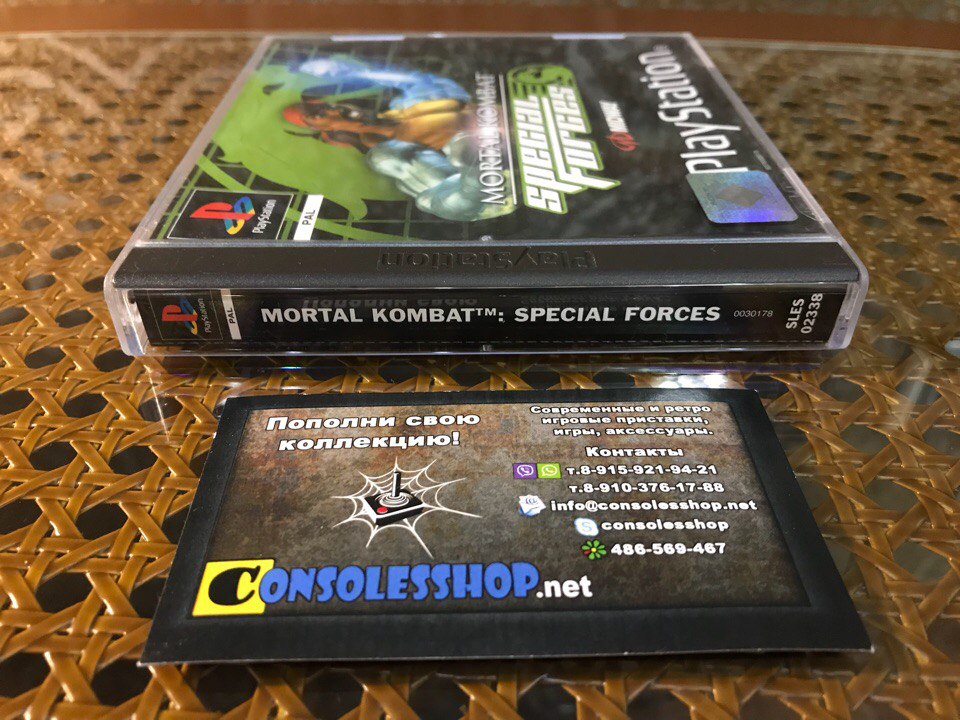 PlayStation
PAL
MORTAL KOMBAT
SPECIAL
FORCES
MIDWAY
PlayStation
PlayStation
PlayStation
PAL
MORTAL KOMBAT™: SPECIAL FORCES
0030178
SLES
02338
Пополни свою
коллекцию!
Современные и ретро
игровые приставки,
игры, аксессуары.
Контакты
т.8-915-921-94-21
т.8-910-376-17-88
info@consolesshop.net
consolesshop
486-569-467
CONSOLESSHOP.net